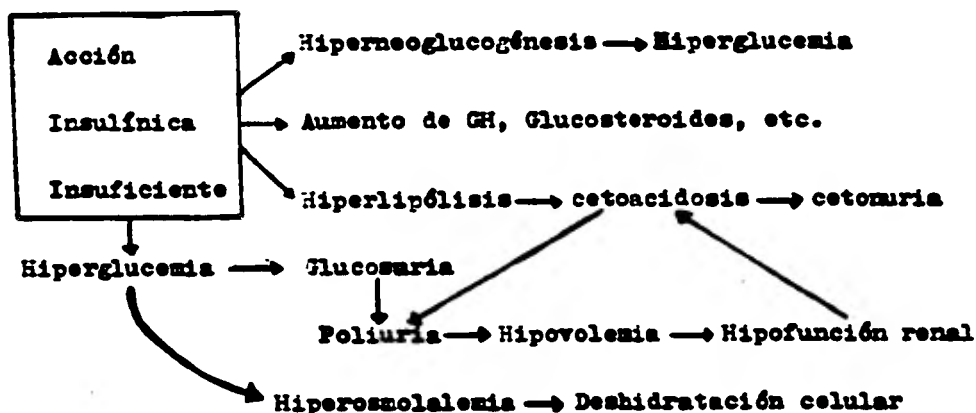 Acción
Insulínica
Insuficiente
Hiperneoglucogénesis → Hiperglucemia
Aumento de GH, Glucosteroides, etc.
Hiperlipólisis → cetoacidosis → cetonuria
Hiperglucemia → Glucosuria
Poliuria → Hipovolemia → Hipofunción renal
Hiperosmolalemia → Deshidratación celular